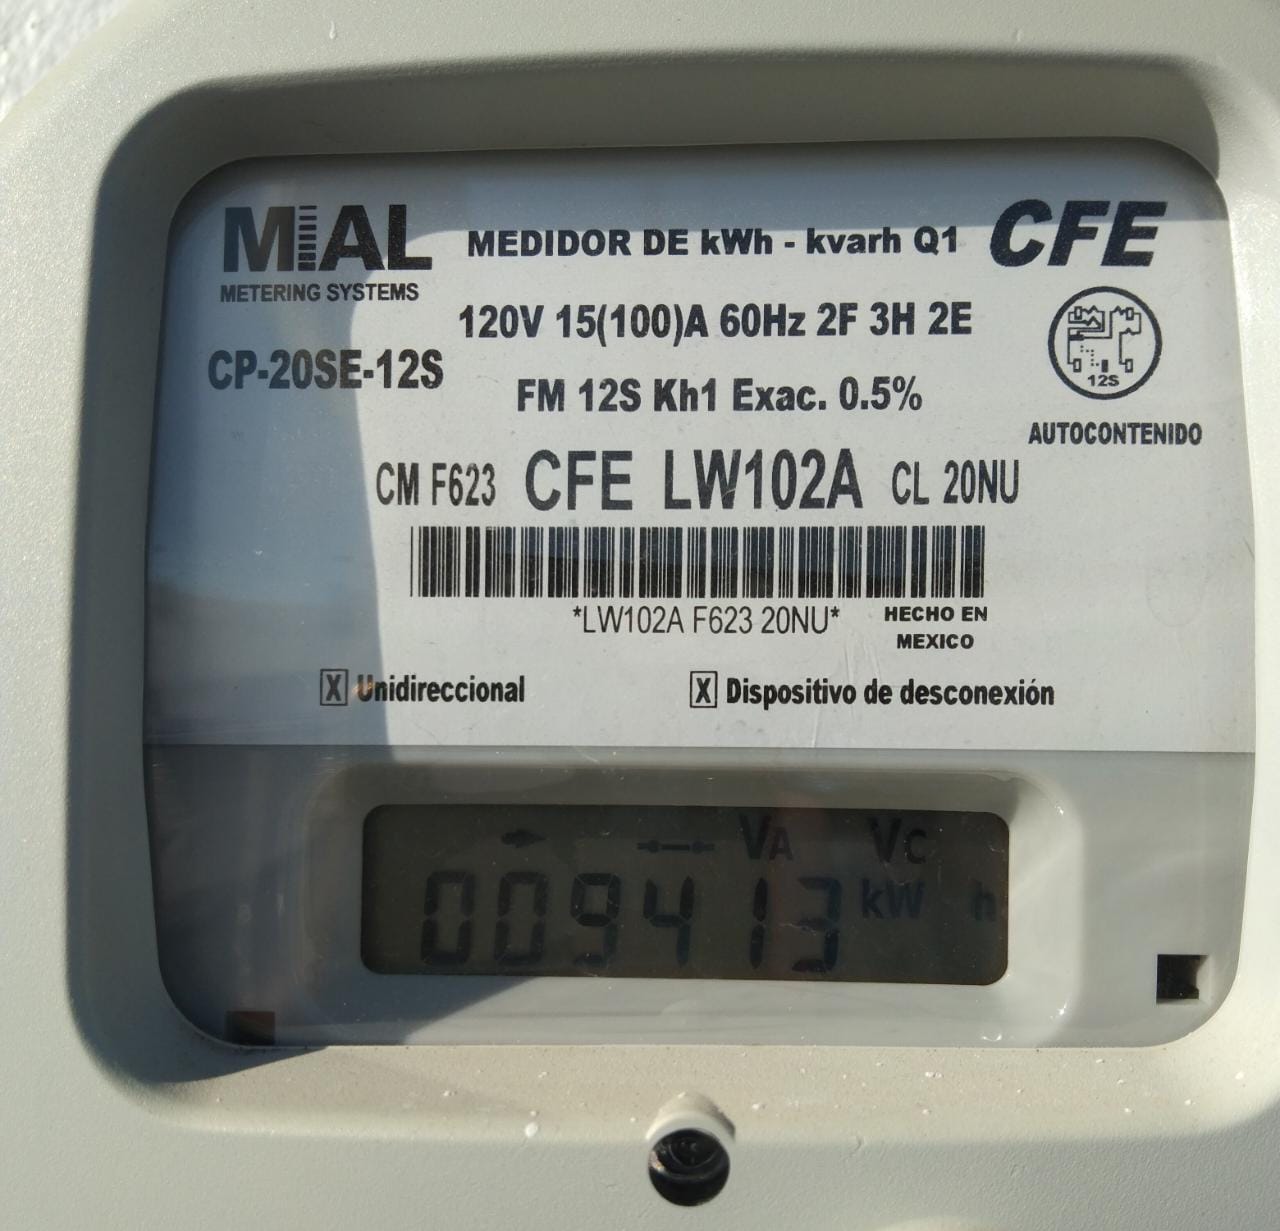 MIAL
METERING SYSTEMS
MEDIDOR DE kWh - kvarh Q1
CFE
120V 15(100)A 60Hz 2F 3H 2E
CP-20SE-12S
FM 12S Kh1 Exac. 0.5%
12S
AUTOCONTENIDO
CM F623 CFE LW102A CL 20NU
*LW102A F623 20NU*
HECHO EN
MEXICO
X Unidireccional
X Dispositivo de desconexión
VA VC
009413 kW h